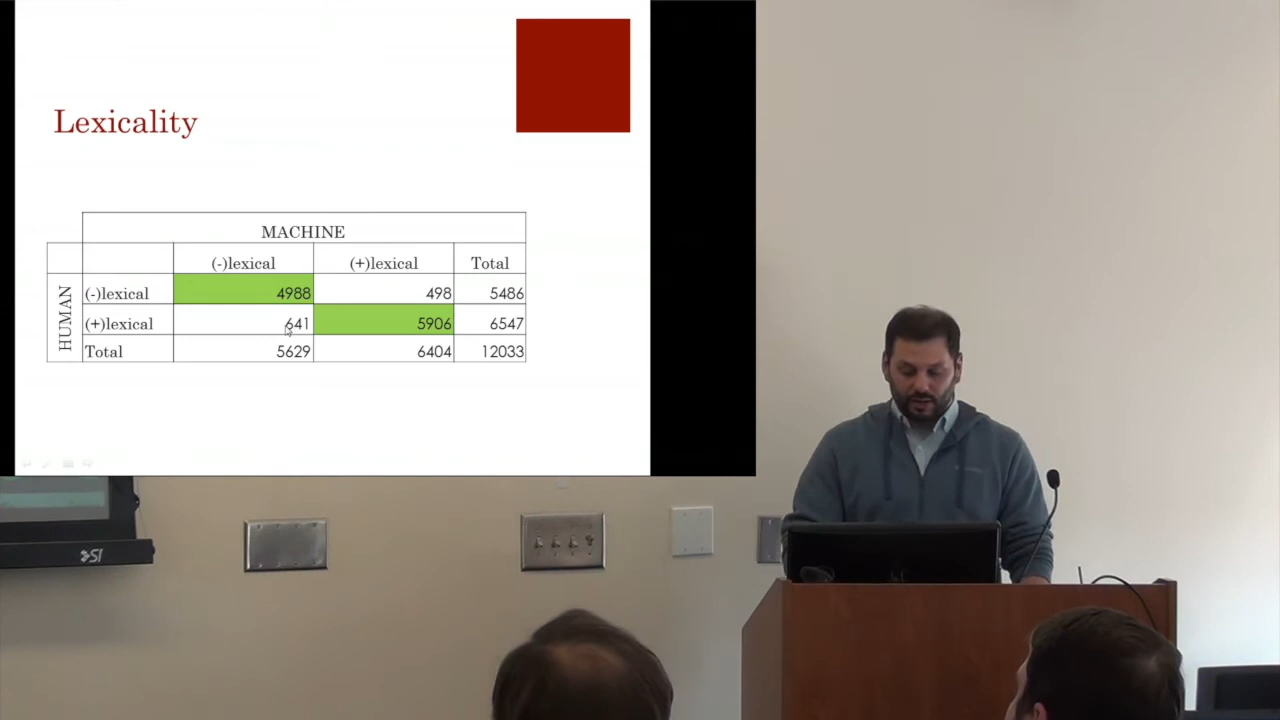 Lexicality
MACHINE
(-)lexical (+)lexical Total
HUMAN
(-)lexical 4988 498 5486
(+)lexical 641 5906 6547
Total 5629 6404 12033
SI